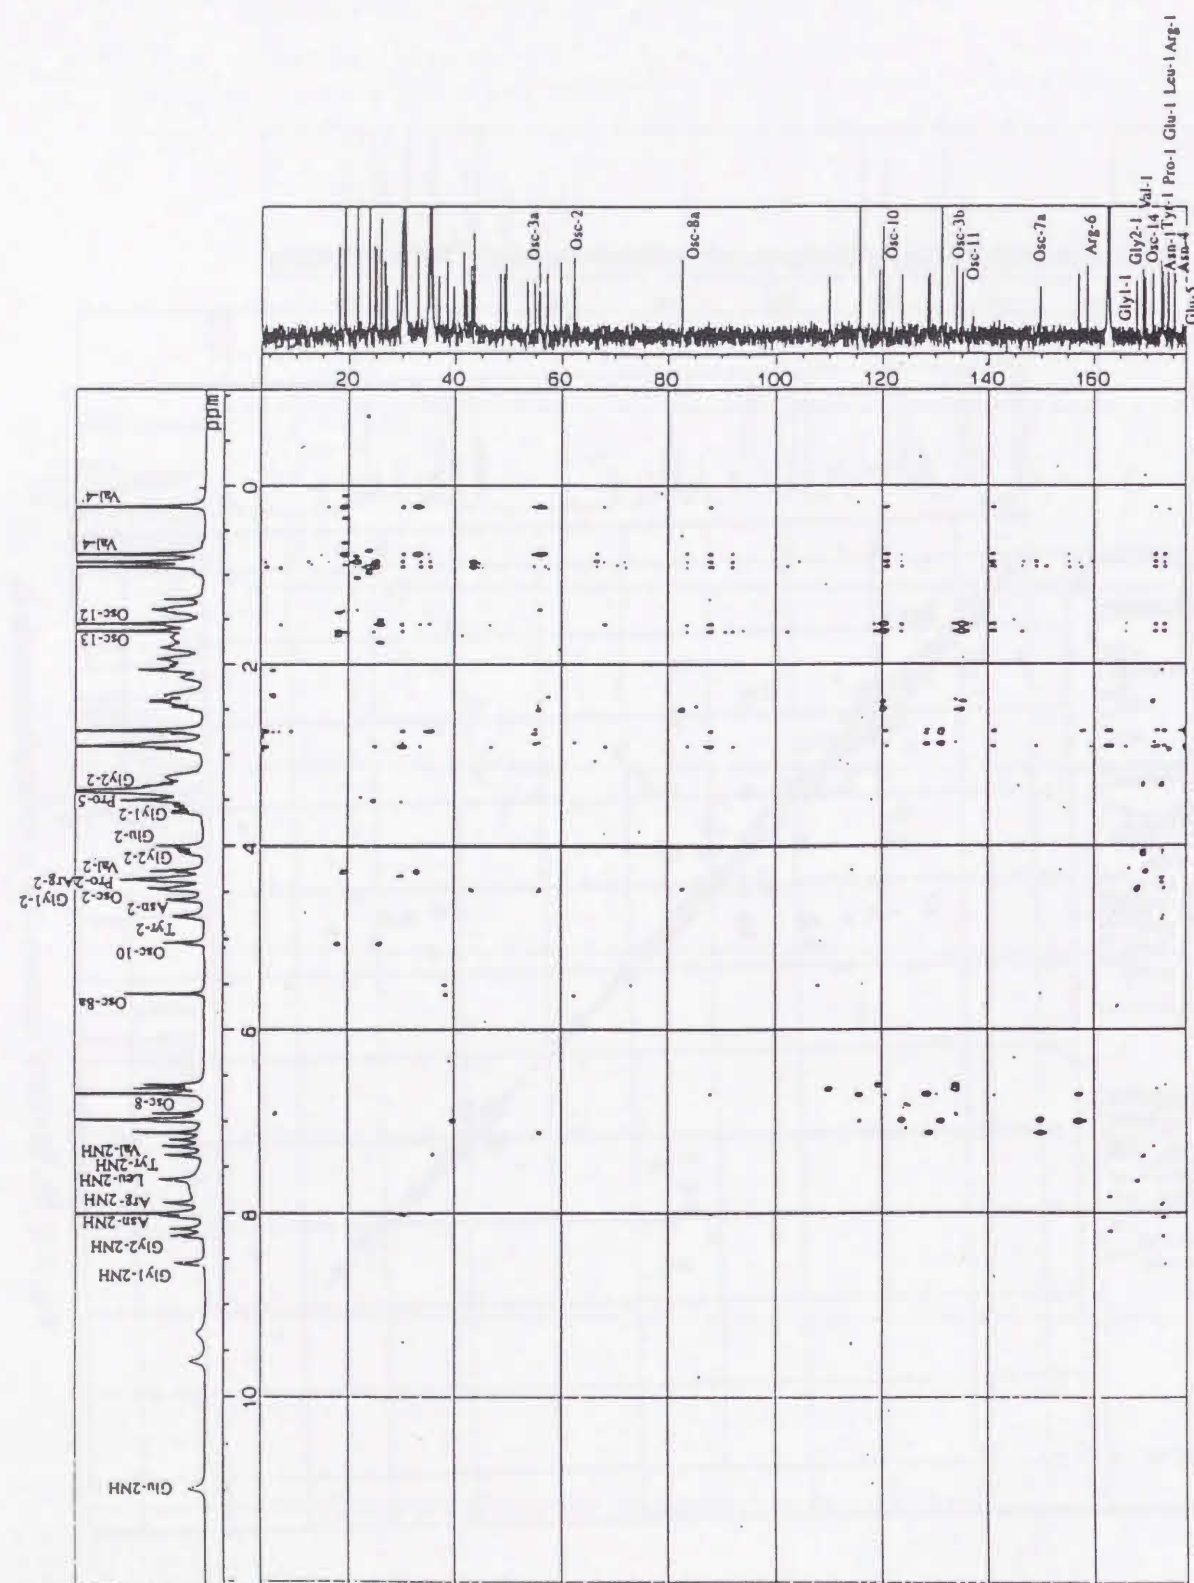 Gly1-1
Gly2-1
Val-1
Osc-14
Asn-1
Tyr-1
Pro-1
Glu-1
Leu-1
Arg-1
Glu-5
Asn-4
Osc-3a
Osc-2
Osc-8a
Osc-10
Osc-3b
Osc-11
Osc-7a
Arg-6
20
40
60
80
100
120
140
160
ppm
0
2
4
6
8
10
Val-4'
Val-4
Osc-12
Osc-13
Gly2-2
Pro-5
Gly1-2
Glu-2
Gly2-2
Val-2
Pro-2
Arg-2
Osc-2
Gly1-2
Asn-2
Tyr-2
Osc-10
Osc-8a
Osc-8
Val-2NH
Tyr-2NH
Leu-2NH
Arg-2NH
Asn-2NH
Gly2-2NH
Gly1-2NH
Glu-2NH